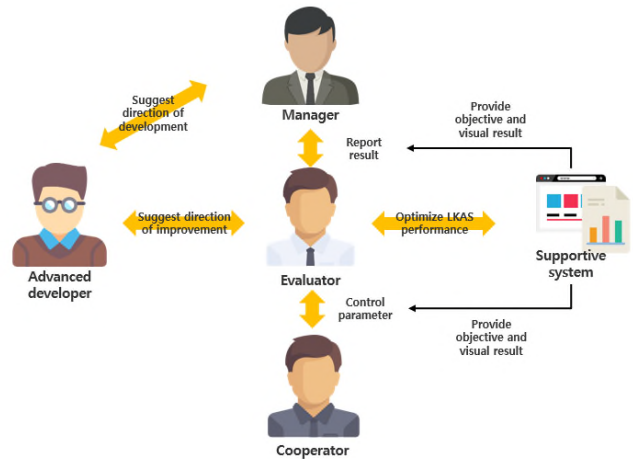 Suggest
direction of
development
Manager
Provide
objective and
visual result
Report
result
Suggest direction
of improvement
Optimize LKAS
performance
Advanced
developer
Evaluator
Supportive
system
Control
parameter
Provide
objective and
visual result
Cooperator